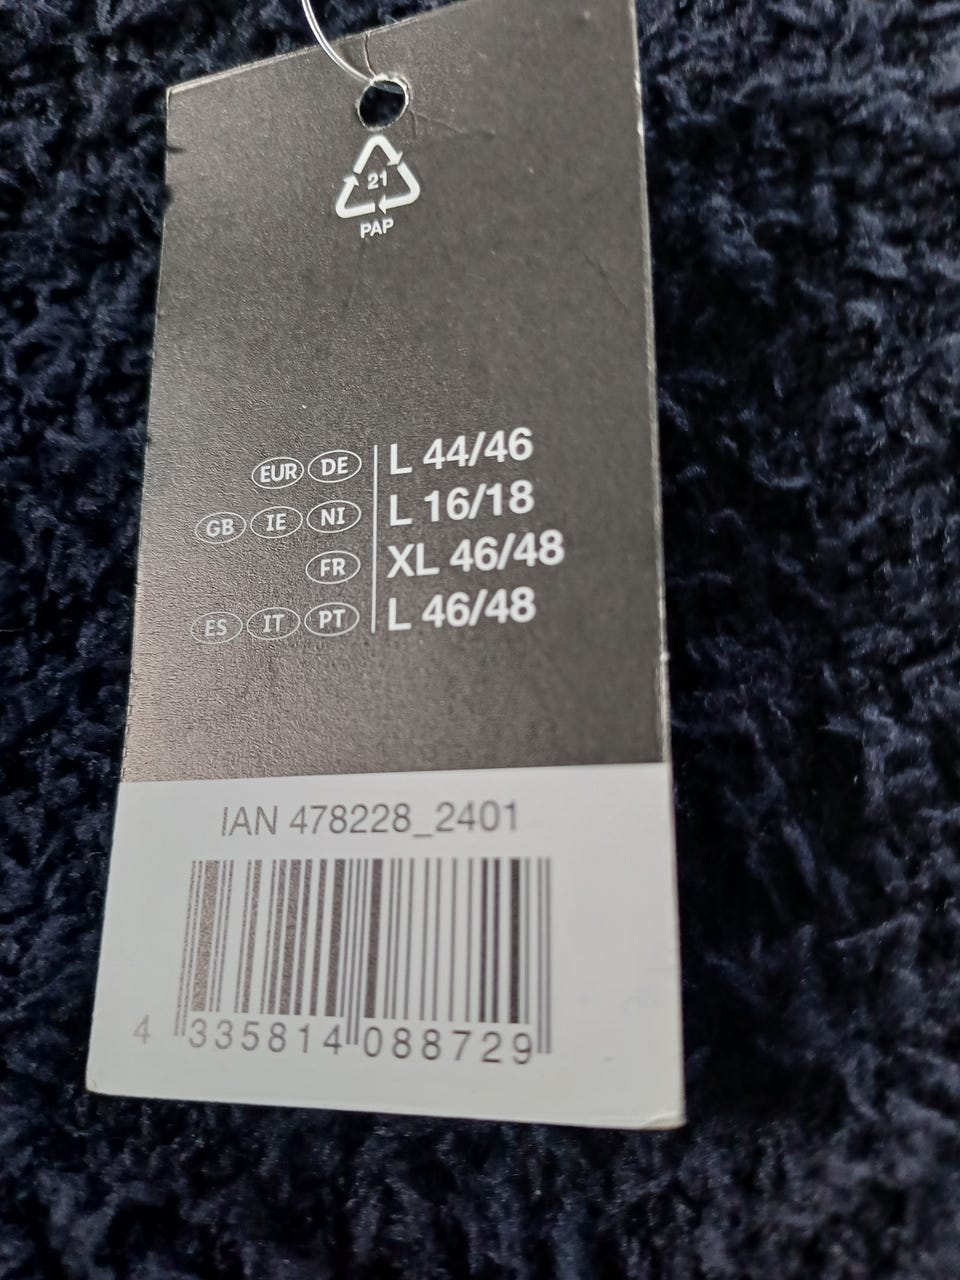 21
PAP
EUR DE L 44/46
GB IE NI L 16/18
FR XL 46/48
ES IT PT L 46/48
IAN 478228_2401
4 335814 088729